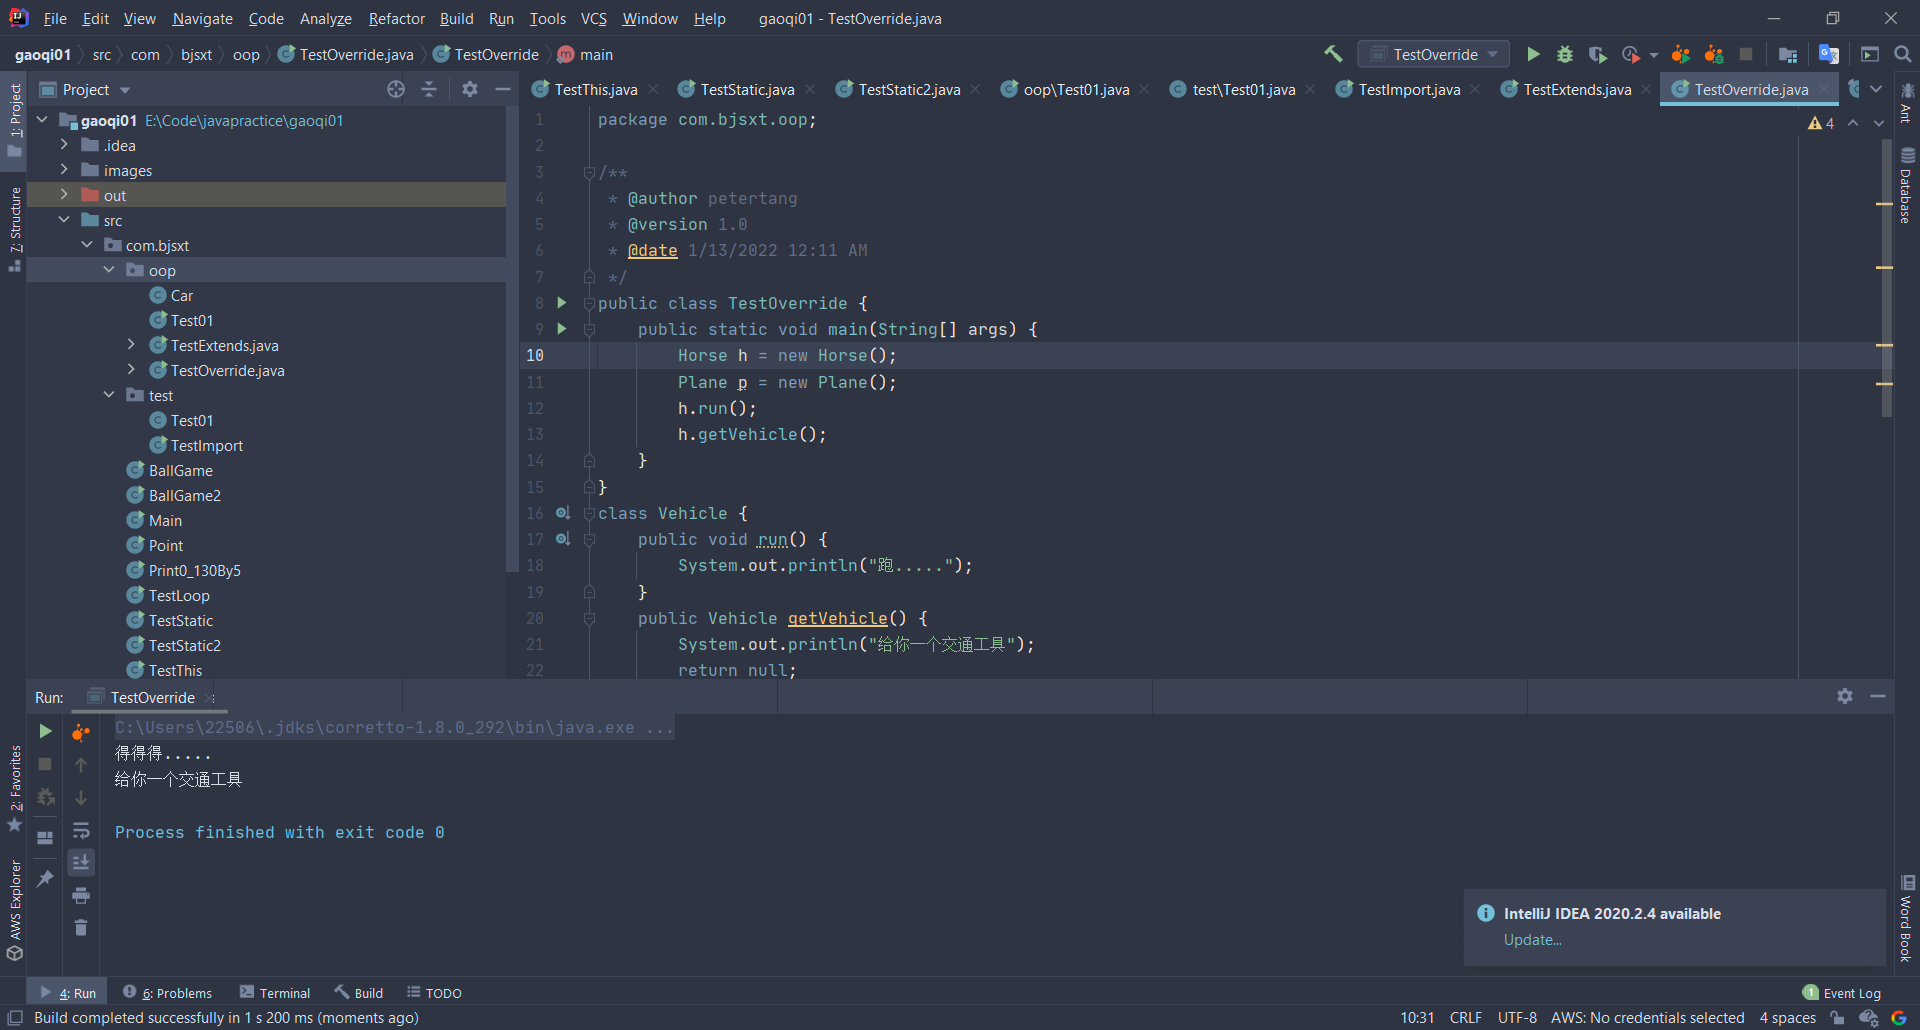 File Edit View Navigate Code Analyze Refactor Build Run Tools VCS Window Help gaoqi01 - TestOverride.java
gaoqi01 src com bjsxt oop TestOverride.java TestOverride main
TestOverride
Project
TestThis.java TestStatic.java TestStatic2.java oop\Test01.java test\Test01.java TestImport.java TestExtends.java TestOverride.java
gaoqi01 E:\Code\javapractice\gaoqi01
.idea
images
out
src
com.bjsxt
oop
Car
Test01
TestExtends.java
TestOverride.java
test
Test01
TestImport
BallGame
BallGame2
Main
Point
Print0_130By5
TestLoop
TestStatic
TestStatic2
TestThis
1: Project
7: Structure
2: Favorites
AWS Explorer
4
1 package com.bjsxt.oop;
2
3 /**
4 * @author petertang
5 * @version 1.0
6 * @date 1/13/2022 12:11 AM
7 */
8 public class TestOverride {
9 public static void main(String[] args) {
10 Horse h = new Horse();
11 Plane p = new Plane();
12 h.run();
13 h.getVehicle();
14 }
15 }
16 class Vehicle {
17 public void run() {
18 System.out.println("跑.....");
19 }
20 public Vehicle getVehicle() {
21 System.out.println("给你一个交通工具");
22 return null;
Ant
Database
Word Book
Run: TestOverride
C:\Users\22506\.jdks\corretto-1.8.0_292\bin\java.exe ...
得得得.....
给你一个交通工具
Process finished with exit code 0
IntelliJ IDEA 2020.2.4 available
Update...
4: Run 6: Problems Terminal Build TODO 1 Event Log
Build completed successfully in 1 s 200 ms (moments ago) 10:31 CRLF UTF-8 AWS: No credentials selected 4 spaces